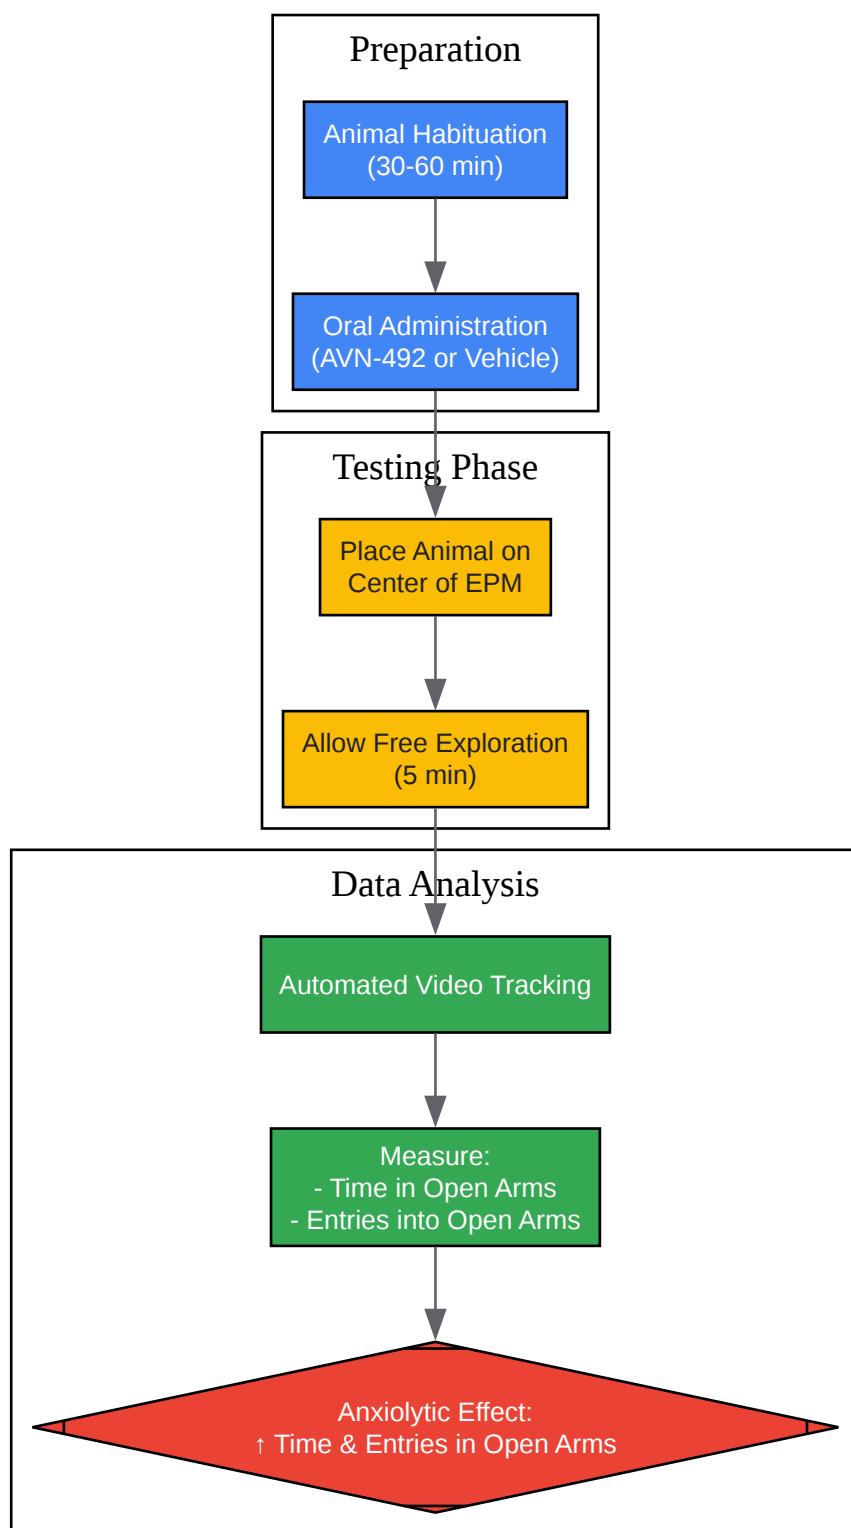 Preparation
Animal Habituation
(30-60 min)
Oral Administration
(AVN-492 or Vehicle)
Testing Phase
Place Animal on
Center of EPM
Allow Free Exploration
(5 min)
Data Analysis
Automated Video Tracking
Measure:
- Time in Open Arms
- Entries into Open Arms
Anxiolytic Effect:
↑ Time & Entries in Open Arms